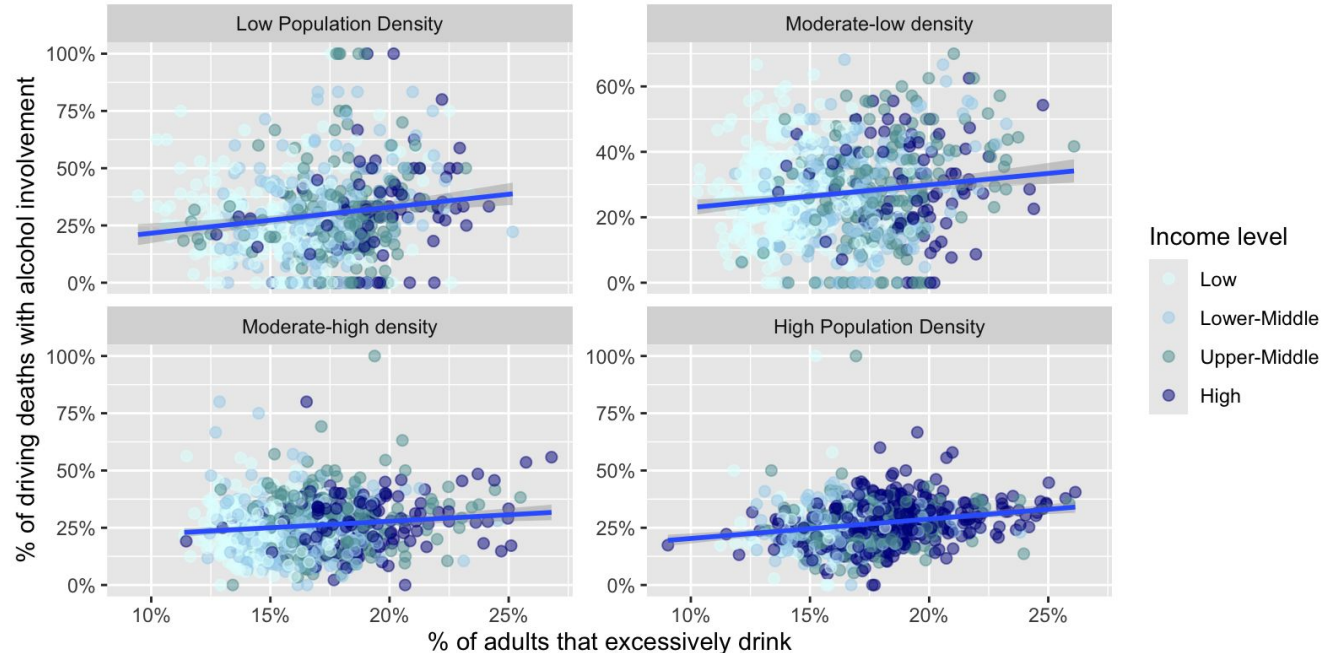 Low Population Density
Moderate-low density
100%
75%
50%
25%
0%
60%
40%
20%
0%
Moderate-high density
High Population Density
100%
75%
50%
25%
0%
100%
75%
50%
25%
0%
10%
15%
20%
25%
10%
15%
20%
25%
% of adults that excessively drink
% of driving deaths with alcohol involvement
Income level
Low
Lower-Middle
Upper-Middle
High